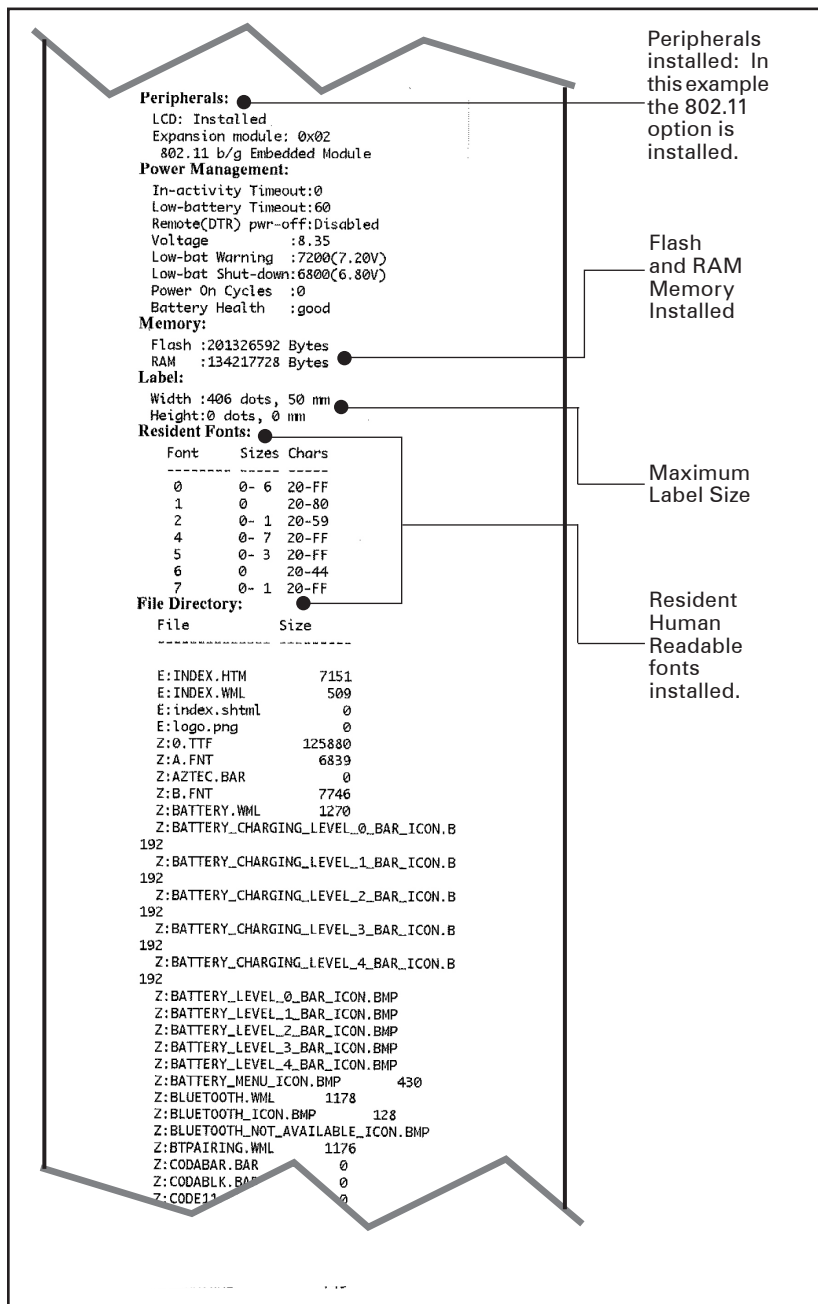 Peripherals:
LCD: Installed
Expansion module: 0x02
802.11 b/g Embedded Module
Power Management:
In-activity Timeout:0
Low-battery Timeout:60
Remote(DTR) pwr-off:Disabled
Voltage :8.35
Low-bat Warning :7200(7.20V)
Low-bat Shut-down:6800(6.80V)
Power On Cycles :0
Battery Health :good
Memory:
Flash :201326592 Bytes
RAM :134217728 Bytes
Label:
Width :406 dots, 50 mm
Height:0 dots, 0 mm
Resident Fonts:
Font Sizes Chars
-------- ----- -----
0 0- 6 20-FF
1 0 20-80
2 0- 1 20-59
4 0- 7 20-FF
5 0- 3 20-FF
6 0 20-44
7 0- 1 20-FF
File Directory:
File Size
-------------- ---------
E:INDEX.HTM 7151
E:INDEX.WML 509
E:index.shtml 0
E:logo.png 0
Z:0.TTF 125880
Z:A.FNT 6839
Z:AZTEC.BAR 0
Z:B.FNT 7746
Z:BATTERY.WML 1270
Z:BATTERY_CHARGING_LEVEL_0_BAR_ICON.B
192
Z:BATTERY_CHARGING_LEVEL_1_BAR_ICON.B
192
Z:BATTERY_CHARGING_LEVEL_2_BAR_ICON.B
192
Z:BATTERY_CHARGING_LEVEL_3_BAR_ICON.B
192
Z:BATTERY_CHARGING_LEVEL_4_BAR_ICON.B
192
Z:BATTERY_LEVEL_0_BAR_ICON.BMP
Z:BATTERY_LEVEL_1_BAR_ICON.BMP
Z:BATTERY_LEVEL_2_BAR_ICON.BMP
Z:BATTERY_LEVEL_3_BAR_ICON.BMP
Z:BATTERY_LEVEL_4_BAR_ICON.BMP
Z:BATTERY_MENU_ICON.BMP 430
Z:BLUETOOTH.WML 1178
Z:BLUETOOTH_ICON.BMP 128
Z:BLUETOOTH_NOT_AVAILABLE_ICON.BMP
Z:BTPAIRING.WML 1176
Z:CODABAR.BAR 0
Z:CODABLK.BA 0
Z:CODE11 0
Peripherals
installed: In
this example
the 802.11
option is
installed.
Flash
and RAM
Memory
Installed
Maximum
Label Size
Resident
Human
Readable
fonts
installed.